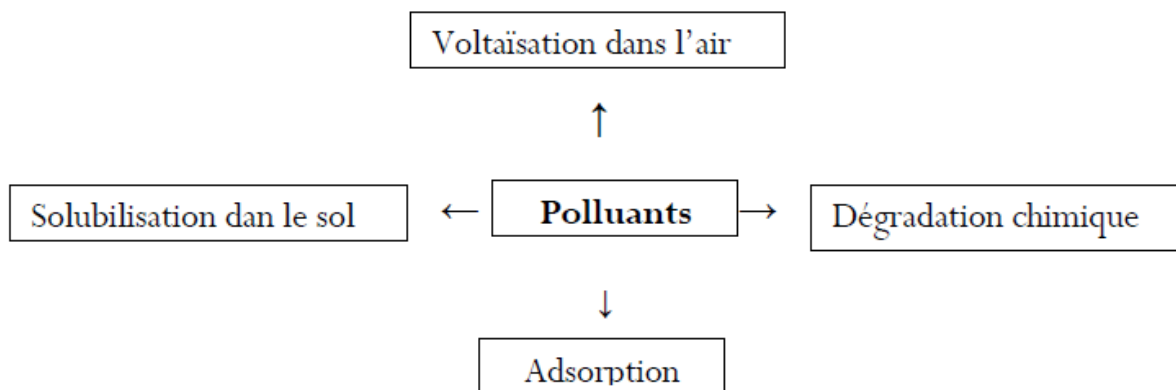 Voltaïsation dans l'air
↑
Solubilisation dan le sol ← Polluants → Dégradation chimique
↓
Adsorption